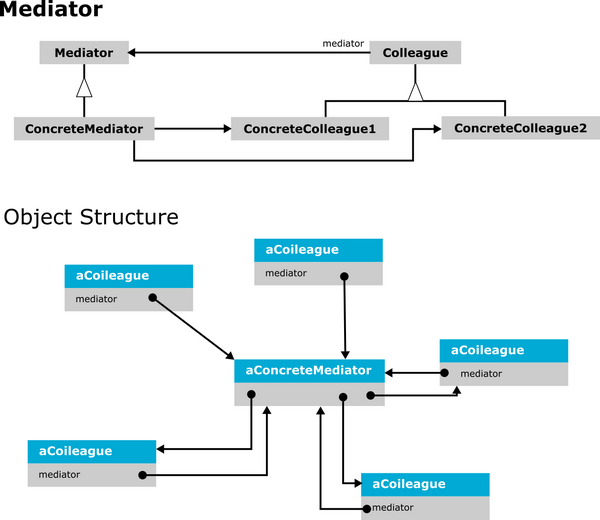 Mediator
mediator
Mediator
Colleague
ConcreteMediator
ConcreteColleague1
ConcreteColleague2
Object Structure
aCoileague
mediator
aCoileague
mediator
aCoileague
mediator
aConcreteMediator
aCoileague
mediator
aCoileague
mediator